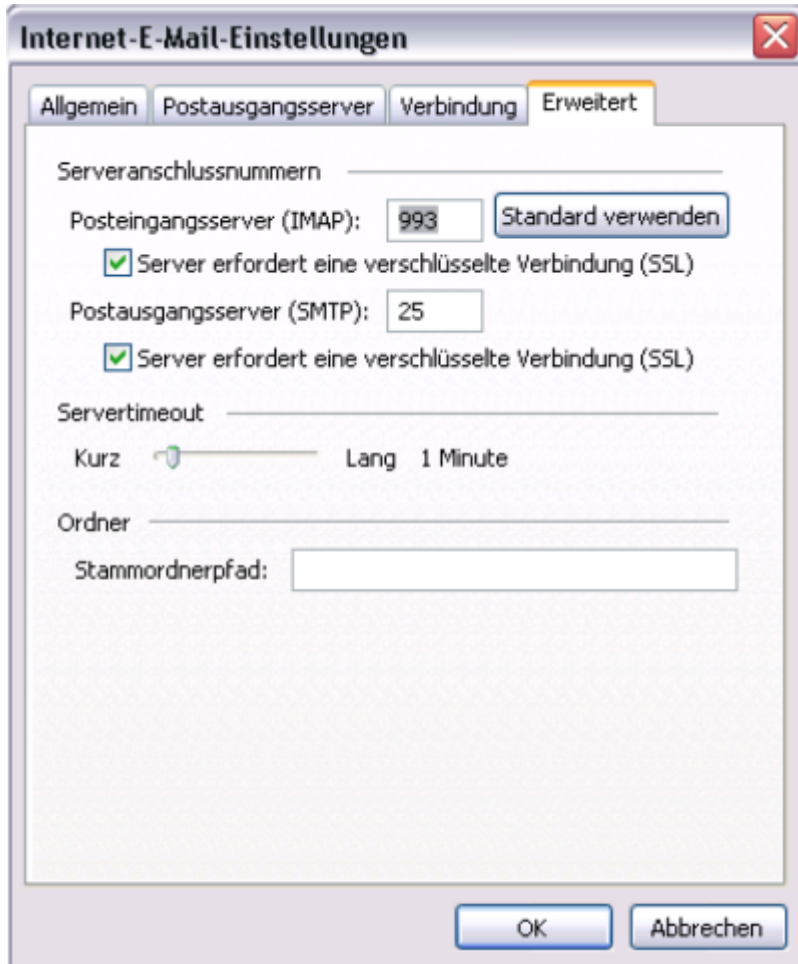 Internet-E-Mail-Einstellungen
Allgemein Postausgangsserver Verbindung Erweitert
Serveranschlussnummern
Posteingangsserver (IMAP): 993 Standard verwenden
Server erfordert eine verschlüsselte Verbindung (SSL)
Postausgangsserver (SMTP): 25
Server erfordert eine verschlüsselte Verbindung (SSL)
Servertimeout
Kurz Lang 1 Minute
Ordner
Stammordnerpfad:
OK Abbrechen